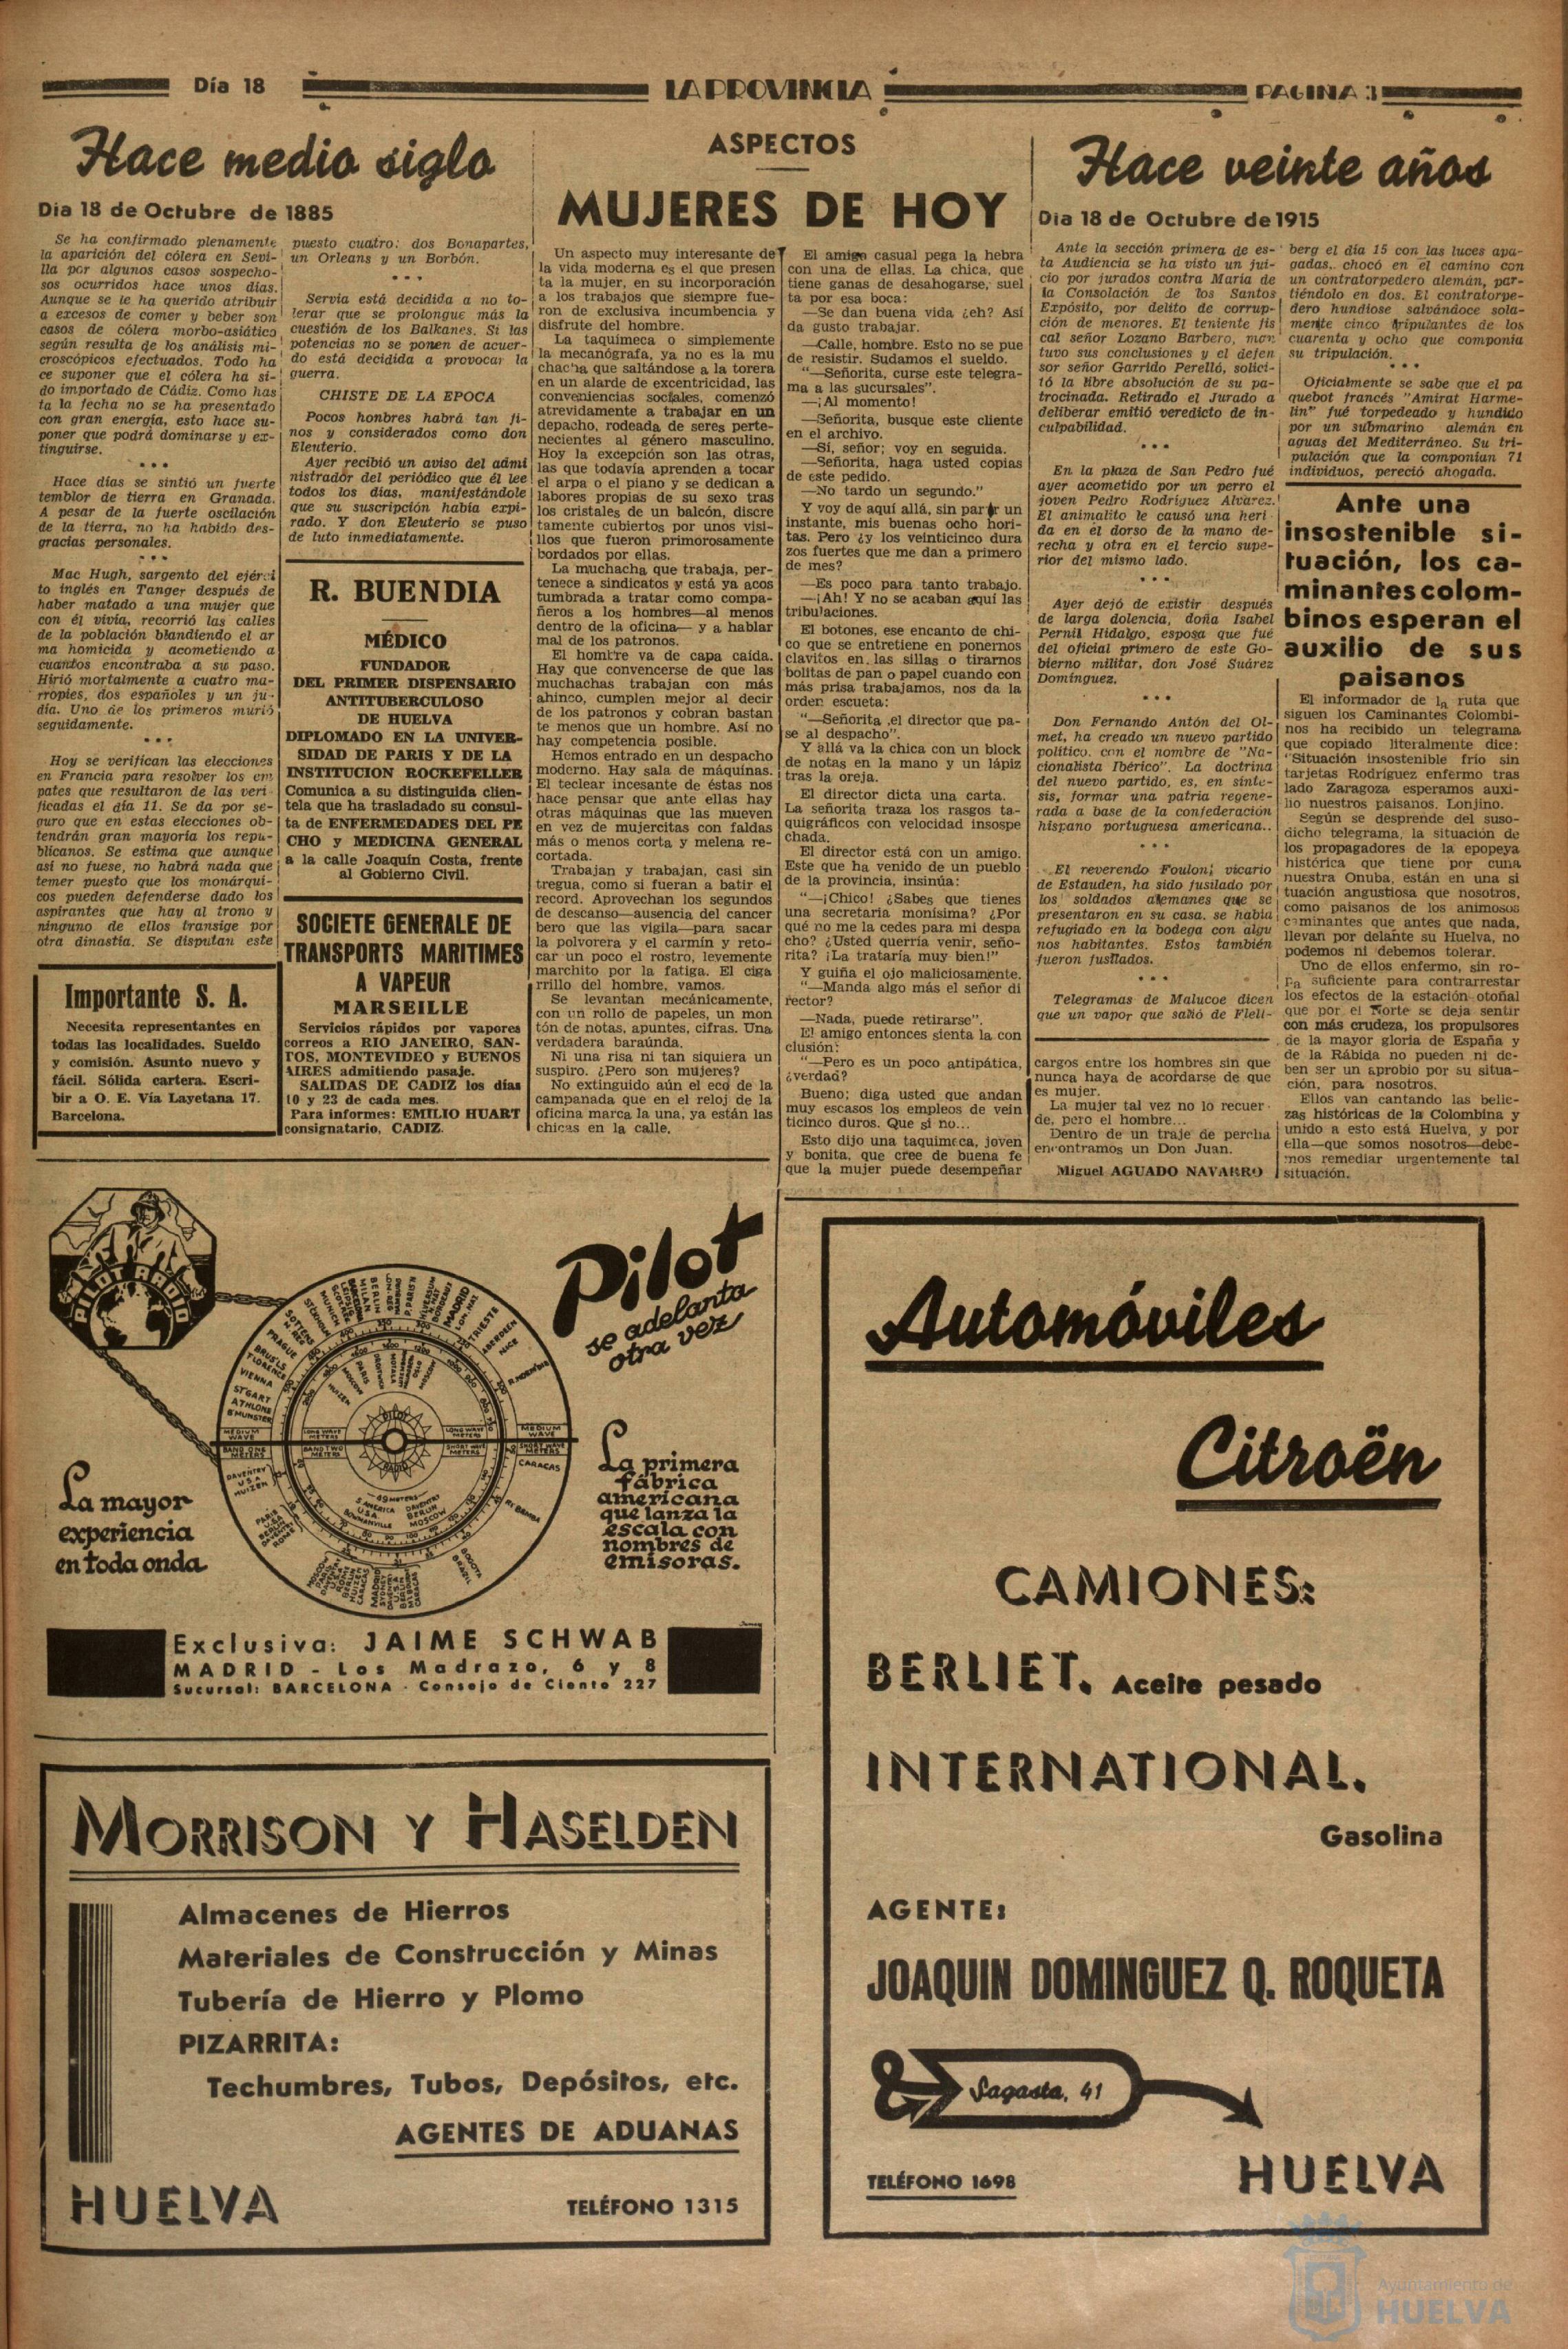 Día 18
LA PROVINCIA
PAGINA 3
Hace medio siglo
Dia 18 de Octubre de 1885
Se ha confirmado plenamente
la aparición del cólera en Sevi-
lla por algunos casos sospecho-
sos ocurridos hace unos dias.
Aunque se le ha querido atribuir
a excesos de comer y beber son
casos de cólera morbo-asiático
según resulta de los análisis mi-
croscópicos efectuados. Todo ha
ce suponer que el cólera ha si-
do importado de Cádiz. Como has
ta la fecha no se ha presentado
con gran energía, esto hace su-
poner que podrá dominarse y ex-
tinguirse.
* * *
Hace días se sintió un fuerte
temblor de tierra en Granada.
A pesar de la fuerte oscilación
de la tierra, no ha habido des-
gracias personales.
* * *
Mac Hugh, sargento del ejérci
to inglés en Tanger después de
haber matado a una mujer que
con él vivía, recorrió las calles
de la población blandiendo el ar
ma homicida y acometiendo a
cuantos encontraba a su paso.
Hirió mortalmente a cuatro ma-
rropies, dos españoles y un ju-
día. Uno de los primeros murió
seguidamente.
* * *
Hoy se verifican las elecciones
en Francia para resolver los em
pates que resultaron de las veri
ficadas el día 11. Se da por se-
guro que en estas elecciones ob-
tendrán gran mayoría los repu-
blicanos. Se estima que aunque
así no fuese, no habrá nada que
temer puesto que los monárqui-
cos pueden defenderse dado los
aspirantes que hay al trono y
ninguno de ellos transige por
otra dinastía. Se disputan este
puesto cuatro: dos Bonapartes,
un Orleans y un Borbón.
* * *
Servia está decidida a no to-
lerar que se prolongue más la
cuestión de los Balkanes. Si las
potencias no se ponen de acuer-
do está decidida a provocar la
guerra.
CHISTE DE LA EPOCA
Pocos honbres habrá tan fi-
nos y considerados como don
Eleuterio.
Ayer recibió un aviso del admi
nistrador del periódico que él lee
todos los dias, manifestándole
que su suscripción había expi-
rado. Y don Eleuterio se puso
de luto inmediatamente.
R. BUENDIA
MÉDICO
FUNDADOR
DEL PRIMER DISPENSARIO
ANTITUBERCULOSO
DE HUELVA
DIPLOMADO EN LA UNIVER-
SIDAD DE PARIS Y DE LA
INSTITUCION ROCKEFELLER
Comunica a su distinguida clien-
tela que ha trasladado su consul-
ta de ENFERMEDADES DEL PE
CHO y MEDICINA GENERAL
a la calle Joaquín Costa, frente
al Gobierno Civil.
SOCIETE GENERALE DE
TRANSPORTS MARITIMES
A VAPEUR
MARSEILLE
Servicios rápidos por vapores
correos a RIO JANEIRO, SAN-
TOS, MONTEVIDEO y BUENOS
AIRES admitiendo pasaje.
SALIDAS DE CADIZ los días
10 y 23 de cada mes.
Para informes: EMILIO HUART
consignatario, CADIZ.
Importante S. A.
Necesita representantes en
todas las localidades. Sueldo
y comisión. Asunto nuevo y
fácil. Sólida cartera. Escri-
bir a O. E. Vía Layetana 17.
Barcelona.
ASPECTOS
MUJERES DE HOY
Un aspecto muy interesante de
la vida moderna es el que presen
ta la mujer, en su incorporación
a los trabajos que siempre fue-
ron de exclusiva incumbencia y
disfrute del hombre.
La taquimeca o simplemente
la mecanógrafa, ya no es la mu
chacha que saltándose a la torera
en un alarde de excentricidad, las
conveniencias sociales, comenzó
atrevidamente a trabajar en un
depacho, rodeada de seres perte-
necientes al género masculino.
Hoy la excepción son las otras,
las que todavía aprenden a tocar
el arpa o el piano y se dedican a
labores propias de su sexo tras
los cristales de un balcón, discre
tamente cubiertos por unos visi-
llos que fueron primorosamente
bordados por ellas.
La muchacha que trabaja, per-
tenece a sindicatos y está ya acos
tumbrada a tratar como compa-
ñeros a los hombres—al menos
dentro de la oficina— y a hablar
mal de los patronos.
El hombre va de capa caída.
Hay que convencerse de que las
muchachas trabajan con más
ahinco, cumplen mejor al decir
de los patronos y cobran bastan
te menos que un hombre. Así no
hay competencia posible.
Hemos entrado en un despacho
moderno. Hay sala de máquinas.
El teclear incesante de éstas nos
hace pensar que ante ellas hay
otras máquinas que las mueven
en vez de mujercitas con faldas
más o menos corta y melena re-
cortada.
Trabajan y trabajan, casi sin
tregua, como si fueran a batir el
record. Aprovechan los segundos
de descanso—ausencia del cancer
bero que las vigila—para sacar
la polvorera y el carmín y reto-
car un poco el rostro, levemente
marchito por la fatiga. El ciga
rrillo del hombre, vamos.
Se levantan mecánicamente,
con un rollo de papeles, un mon
tón de notas, apuntes, cifras. Una
verdadera baraúnda.
Ni una risa ni tan siquiera un
suspiro. ¿Pero son mujeres?
No extinguido aún el eco de la
campanada que en el reloj de la
oficina marca la una, ya están las
chicas en la calle.
El amigo casual pega la hebra
con una de ellas. La chica, que
tiene ganas de desahogarse, suel
ta por esa boca:
—Se dan buena vida ¿eh? Así
da gusto trabajar.
—Calle, hombre. Esto no se pue
de resistir. Sudamos el sueldo.
"—Señorita, curse este telegra-
ma a las sucursales".
—¡Al momento!
—Señorita, busque este cliente
en el archivo.
—Sí, señor; voy en seguida.
—Señorita, haga usted copias
de este pedido.
—No tardo un segundo."
Y voy de aquí allá, sin parar un
instante, mis buenas ocho hori-
tas. Pero ¿y los veinticinco dura
zos fuertes que me dan a primero
de mes?
—Es poco para tanto trabajo.
—¡Ah! Y no se acaban aquí las
tribulaciones.
El botones, ese encanto de chi-
co que se entretiene en ponernos
clavitos en las sillas o tirarnos
bolitas de pan o papel cuando con
más prisa trabajamos, nos da la
orden escueta:
"—Señorita ,el director que pa-
se al despacho".
Y allá va la chica con un block
de notas en la mano y un lápiz
tras la oreja.
El director dicta una carta.
La señorita traza los rasgos ta-
quigráficos con velocidad insospe
chada.
El director está con un amigo.
Este que ha venido de un pueblo
de la provincia, insinúa:
"—¡Chico! ¿Sabes que tienes
una secretaria monísima? ¿Por
qué no me la cedes para mi despa
cho? ¿Usted querría venir, seño-
rita? ¡La trataría muy bien!"
Y guiña el ojo maliciosamente.
"—Manda algo más el señor di
rector?
—Nada, puede retirarse".
El amigo entonces sienta la con
clusión:
"—Pero es un poco antipática,
¿verdad?
Bueno; diga usted que andan
muy escasos los empleos de vein
ticinco duros. Que si no...
Esto dijo una taquimeca, joven
y bonita, que cree de buena fe
que la mujer puede desempeñar
cargos entre los hombres sin que
nunca haya de acordarse de que
es mujer.
La mujer tal vez no lo recuer-
de, pero el hombre...
Dentro de un traje de percha
encontramos un Don Juan.
Miguel AGUADO NAVARRO
Hace veinte años
Dia 18 de Octubre de 1915
Ante la sección primera de es-
ta Audiencia se ha visto un jui-
cio por jurados contra Maria de
la Consolación de los Santos
Expósito, por delito de corrup-
ción de menores. El teniente fis
cal señor Lozano Barbero, man
tuvo sus conclusiones y el defen
sor señor Garrido Perelló, solici-
tó la libre absolución de su pa-
trocinada. Retirado el Jurado a
deliberar emitió veredicto de in-
culpabilidad.
* * *
En la plaza de San Pedro fué
ayer acometido por un perro el
joven Pedro Rodríguez Alvarez.
El animalito le causó una heri
da en el dorso de la mano de-
recha y otra en el tercio supe-
rior del mismo lado.
* * *
Ayer dejó de existir después
de larga dolencia, doña Isabel
Pernil Hidalgo, esposa que fué
del oficial primero de este Go-
bierno militar, don José Suárez
Domínguez.
* * *
Don Fernando Antón del Ol-
met, ha creado un nuevo partido
político, con el nombre de "Na-
cionalista Ibérico". La doctrina
del nuevo partido, es, en sinte-
sis, formar una patria regene-
rada a base de la confederación
hispano portuguesa americana..
* * *
El reverendo Foulon, vicario
de Estauden, ha sido fusilado por
los soldados alemanes que se
presentaron en su casa. se había
refugiado en la bodega con algu
nos habitantes. Estos también
fueron fusilados.
* * *
Telegramas de Malucoe dicen
que un vapor que salió de Flell-
berg el día 15 con las luces apa-
gadas, chocó en el camino con
un contratorpedero alemán, par-
tiéndolo en dos. El contratorpe-
dero hundiose salvándoce sola-
mente cinco tripulantes de los
cuarenta y ocho que componía
su tripulación.
* * *
Oficialmente se sabe que el pa
quebot francés "Amirat Harme-
lin" fué torpedeado y hundido
por un submarino alemán en
aguas del Mediterráneo. Su tri-
pulación que la componían 71
individuos, pereció ahogada.
Ante una
insostenible si-
tuación, los ca-
minantes colom-
binos esperan el
auxilio de sus
paisanos
El informador de la ruta que
siguen los Caminantes Colombi-
nos ha recibido un telegrama
que copiado literalmente dice:
"Situación insostenible frío sin
tarjetas Rodríguez enfermo tras
lado Zaragoza esperamos auxi-
lio nuestros paisanos. Lonjino.
Según se desprende del suso-
dicho telegrama, la situación de
los propagadores de la epopeya
histórica que tiene por cuna
nuestra Onuba, están en una si
tuación angustiosa que nosotros,
como paisanos de los animosos
caminantes que antes que nada,
llevan por delante su Huelva, no
podemos ni debemos tolerar.
Uno de ellos enfermo, sin ro-
pa suficiente para contrarrestar
los efectos de la estación otoñal
que por el Norte se deja sentir
con más crudeza, los propulsores
de la mayor gloria de España y
de la Rábida no pueden ni de-
ben ser un aprobio por su situa-
ción, para nosotros.
Ellos van cantando las belle-
zas históricas de la Colombina y
unido a esto está Huelva, y por
ella—que somos nosotros—debe-
mos remediar urgentemente tal
situación.
PILOT RADIO
Pilot
se adelanta
otra vez
La mayor
experiencia
en toda onda
La primera
fábrica
americana
que lanza la
escala con
nombres de
emisoras.
Exclusiva: JAIME SCHWAB
MADRID - Los Madrazo, 6 y 8
Sucursal: BARCELONA - Consejo de Ciento 227
MORRISON Y HASELDEN
Almacenes de Hierros
Materiales de Construcción y Minas
Tubería de Hierro y Plomo
PIZARRITA:
Techumbres, Tubos, Depósitos, etc.
AGENTES DE ADUANAS
HUELVA
TELÉFONO 1315
Automóviles
Citroën
CAMIONES:
BERLIET. Aceite pesado
INTERNATIONAL.
Gasolina
AGENTE:
JOAQUIN DOMINGUEZ Q. ROQUETA
Sagasta, 41
TELÉFONO 1698
HUELVA
Ayuntamiento de
HUELVA